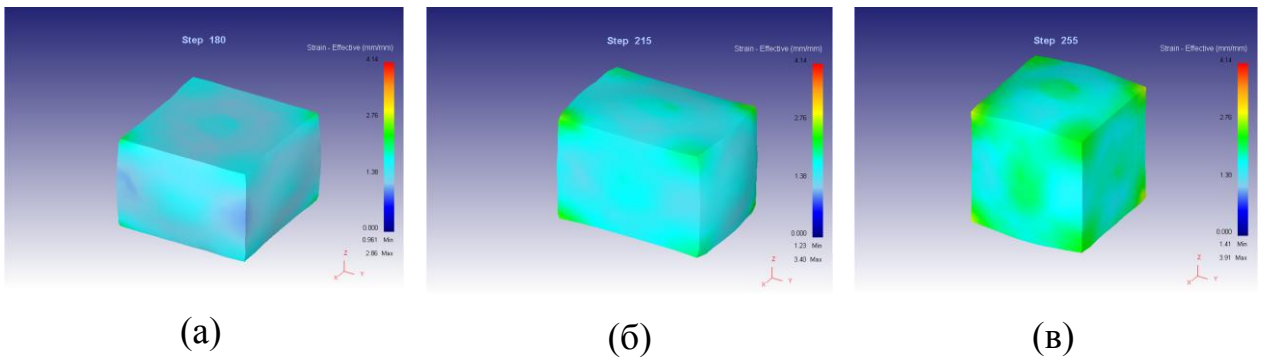 Step 180
Strain - Effective (mm/mm)
4.14
2.76
1.38
0.000
0.961 Min
2.86 Max
Z
X Y
Step 215
Strain - Effective (mm/mm)
4.14
2.76
1.38
0.000
1.23 Min
3.40 Max
Z
X Y
Step 255
Strain - Effective (mm/mm)
4.14
2.76
1.38
0.000
1.41 Min
3.91 Max
Z
X Y
(а) (б) (в)